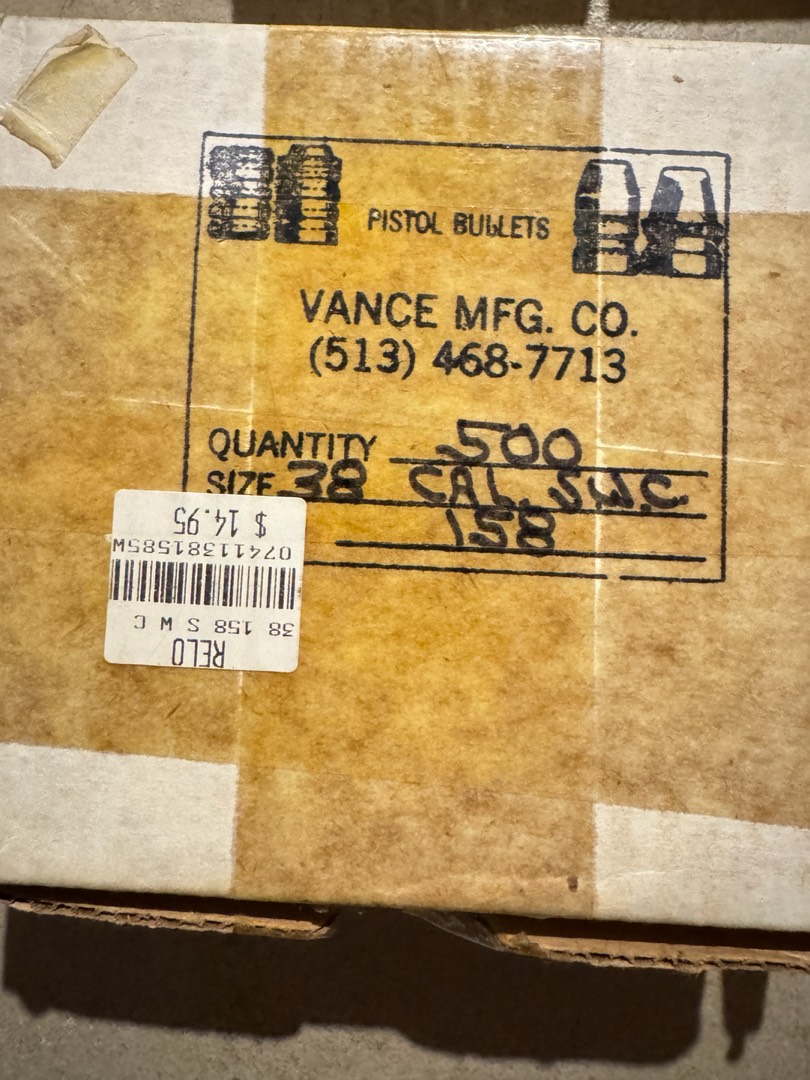 PISTOL BULLETS
VANCE MFG. CO.
(513) 468-7713
QUANTITY 500
SIZE 38 CAL. S.W.C.
158
RELO
38 158 S W C
07411138158SW
$ 14.95